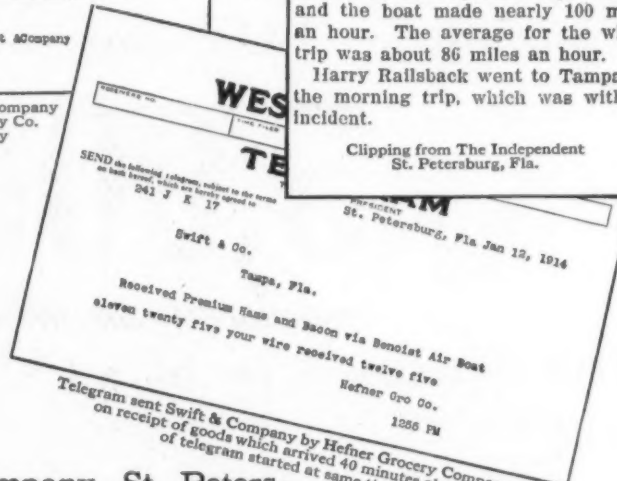 t &Company
ompany
y Co.
y
and the boat made nearly 100 m
an hour. The average for the w
trip was about 86 miles an hour.
Harry Railsback went to Tampa
the morning trip, which was with
incident.
Clipping from The Independent
St. Petersburg, Fla.
WES
TE
AM
PRESIDENT
TIME FILED
SEND the following telegram, subject to the terms
on back hereof, which are hereby agreed to
241 J K 17
St. Petersburg, Fla Jan 12, 1914
Swift & Co.
Tampa, Fla.
Received Premium Hams and Bacon via Benoist Air Boat
eleven twenty five your wire received twelve five
Hefner Gro Co.
1256 PM
Telegram sent Swift & Company by Hefner Grocery Comp
on receipt of goods which arrived 40 minutes
of telegram started at same
mpany, St. Peters